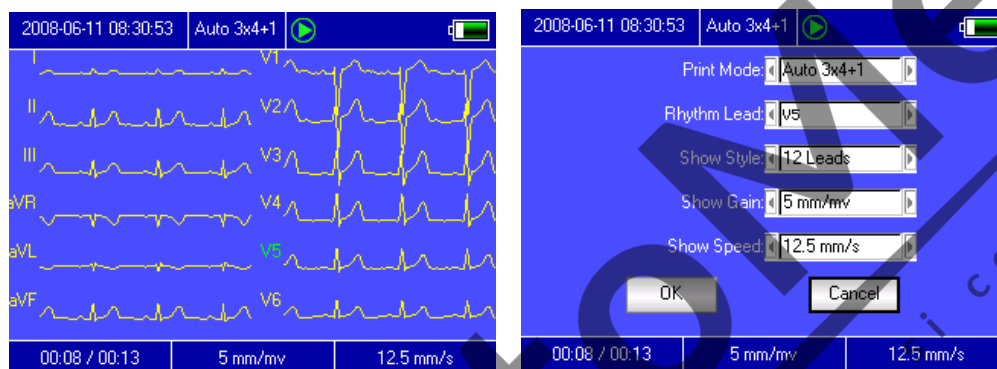 2008-06-11 08:30:53 Auto 3x4+1
I V1
II V2
III V3
aVR V4
aVL V5
aVF V6
00:08 / 00:13 5 mm/mv 12.5 mm/s
2008-06-11 08:30:53 Auto 3x4+1
Print Mode: Auto 3x4+1
Rhythm Lead: V5
Show Style: 12 Leads
Show Gain: 5 mm/mv
Show Speed: 12.5 mm/s
OK Cancel
00:08 / 00:13 5 mm/mv 12.5 mm/s